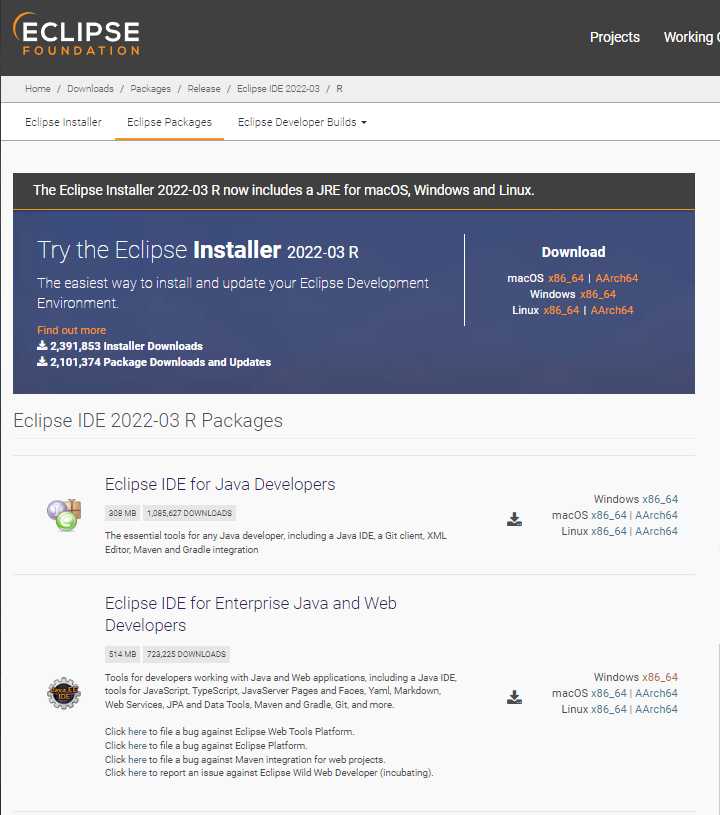 ECLIPSE
FOUNDATION
Projects
Working
Home / Downloads / Packages / Release / Eclipse IDE 2022-03 / R
Eclipse Installer
Eclipse Packages
Eclipse Developer Builds
The Eclipse Installer 2022-03 R now includes a JRE for macOS, Windows and Linux.
Try the Eclipse Installer 2022-03 R
The easiest way to install and update your Eclipse Development
Environment.
Find out more
2,391,853 Installer Downloads
2,101,374 Package Downloads and Updates
Download
macOS x86_64 | AArch64
Windows x86_64
Linux x86_64 | AArch64
Eclipse IDE 2022-03 R Packages
Eclipse IDE for Java Developers
308 MB 1,085,627 DOWNLOADS
The essential tools for any Java developer, including a Java IDE, a Git client, XML
Editor, Maven and Gradle integration
Windows x86_64
macOS x86_64 | AArch64
Linux x86_64 | AArch64
Java EE
IDE
Eclipse IDE for Enterprise Java and Web
Developers
514 MB 723,225 DOWNLOADS
Tools for developers working with Java and Web applications, including a Java IDE,
tools for JavaScript, TypeScript, JavaServer Pages and Faces, Yaml, Markdown,
Web Services, JPA and Data Tools, Maven and Gradle, Git, and more.
Click here to file a bug against Eclipse Web Tools Platform.
Click here to file a bug against Eclipse Platform.
Click here to file a bug against Maven integration for web projects.
Click here to report an issue against Eclipse Wild Web Developer (incubating).
Windows x86_64
macOS x86_64 | AArch64
Linux x86_64 | AArch64